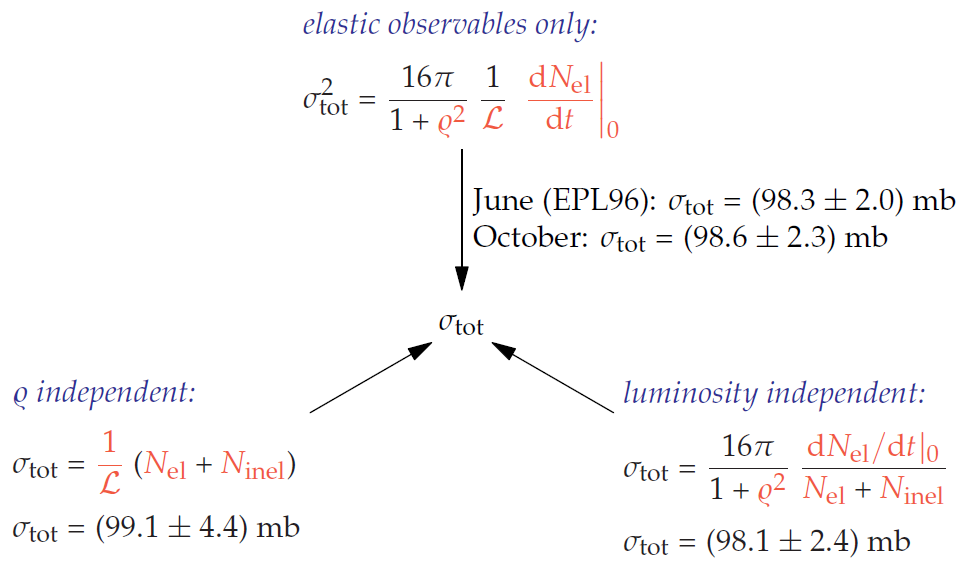 elastic observables only:
σ²tot = 16π / (1 + ϱ²) 1/ℒ dNel/dt |0
June (EPL96): σtot = (98.3 ± 2.0) mb
October: σtot = (98.6 ± 2.3) mb
σtot
ϱ independent:
σtot = 1/ℒ (Nel + Ninel)
σtot = (99.1 ± 4.4) mb
luminosity independent:
σtot = 16π / (1 + ϱ²) dNel/dt|0 / (Nel + Ninel)
σtot = (98.1 ± 2.4) mb